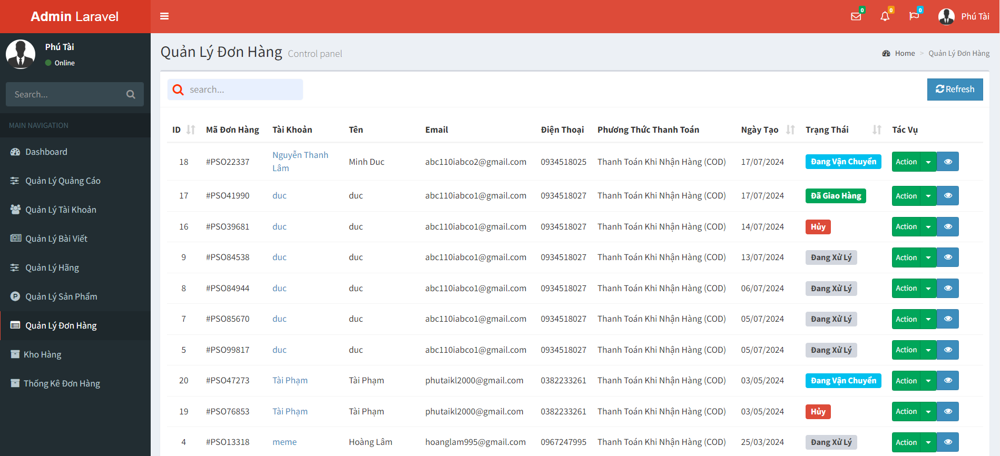 Admin Laravel
0
0
0
Phú Tài
Phú Tài
Online
Search...
MAIN NAVIGATION
Dashboard
Quản Lý Quảng Cáo
Quản Lý Tài Khoản
Quản Lý Bài Viết
Quản Lý Hãng
Quản Lý Sản Phẩm
Quản Lý Đơn Hàng
Kho Hàng
Thống Kê Đơn Hàng
Quản Lý Đơn Hàng Control panel
Home > Quản Lý Đơn Hàng
search...
Refresh
ID Mã Đơn Hàng Tài Khoản Tên Email Điện Thoại Phương Thức Thanh Toán Ngày Tạo Trạng Thái Tác Vụ
18 #PSO22337 Nguyễn Thanh Lâm Minh Duc abc110iabco2@gmail.com 0934518025 Thanh Toán Khi Nhận Hàng (COD) 17/07/2024 Đang Vận Chuyển Action
17 #PSO41990 duc duc abc110iabco1@gmail.com 0934518027 Thanh Toán Khi Nhận Hàng (COD) 17/07/2024 Đã Giao Hàng Action
16 #PSO39681 duc duc abc110iabco1@gmail.com 0934518027 Thanh Toán Khi Nhận Hàng (COD) 14/07/2024 Hủy Action
9 #PSO84538 duc duc abc110iabco1@gmail.com 0934518027 Thanh Toán Khi Nhận Hàng (COD) 13/07/2024 Đang Xử Lý Action
8 #PSO84944 duc duc abc110iabco1@gmail.com 0934518027 Thanh Toán Khi Nhận Hàng (COD) 06/07/2024 Đang Xử Lý Action
7 #PSO85670 duc duc abc110iabco1@gmail.com 0934518027 Thanh Toán Khi Nhận Hàng (COD) 05/07/2024 Đang Xử Lý Action
5 #PSO99817 duc duc abc110iabco1@gmail.com 0934518027 Thanh Toán Khi Nhận Hàng (COD) 05/07/2024 Đang Xử Lý Action
20 #PSO47273 Tài Phạm Tài Phạm phutaikl2000@gmail.com 0382233261 Thanh Toán Khi Nhận Hàng (COD) 03/05/2024 Đang Vận Chuyển Action
19 #PSO76853 Tài Phạm Tài Phạm phutaikl2000@gmail.com 0382233261 Thanh Toán Khi Nhận Hàng (COD) 03/05/2024 Hủy Action
4 #PSO13318 meme Hoàng Lâm hoanglam995@gmail.com 0967247995 Thanh Toán Khi Nhận Hàng (COD) 25/03/2024 Đang Xử Lý Action